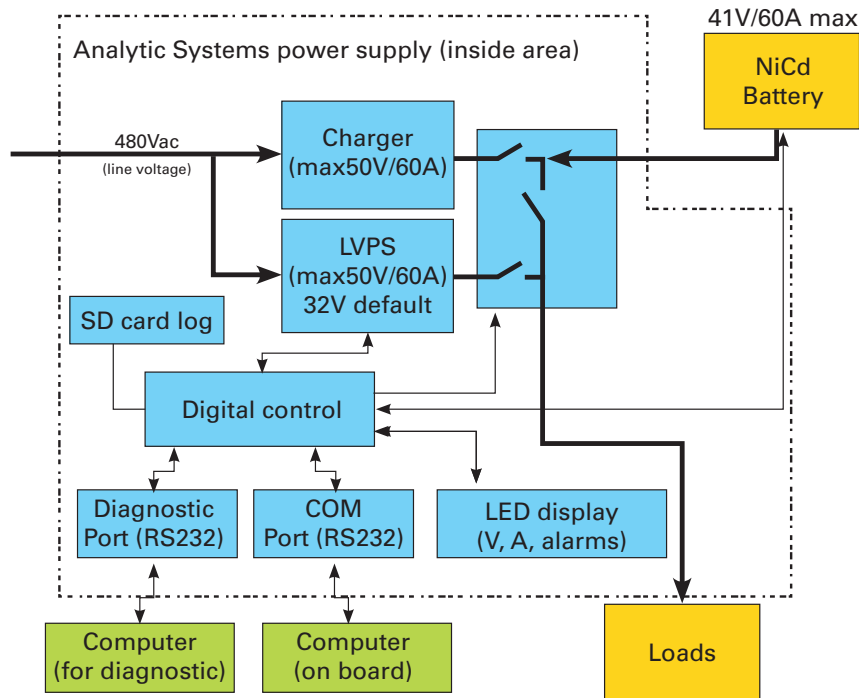 41V/60A max
Analytic Systems power supply (inside area)
NiCd
Battery
480Vac
(line voltage)
Charger
(max50V/60A)
LVPS
(max50V/60A)
32V default
SD card log
Digital control
Diagnostic
Port (RS232)
COM
Port (RS232)
LED display
(V, A, alarms)
Computer
(for diagnostic)
Computer
(on board)
Loads